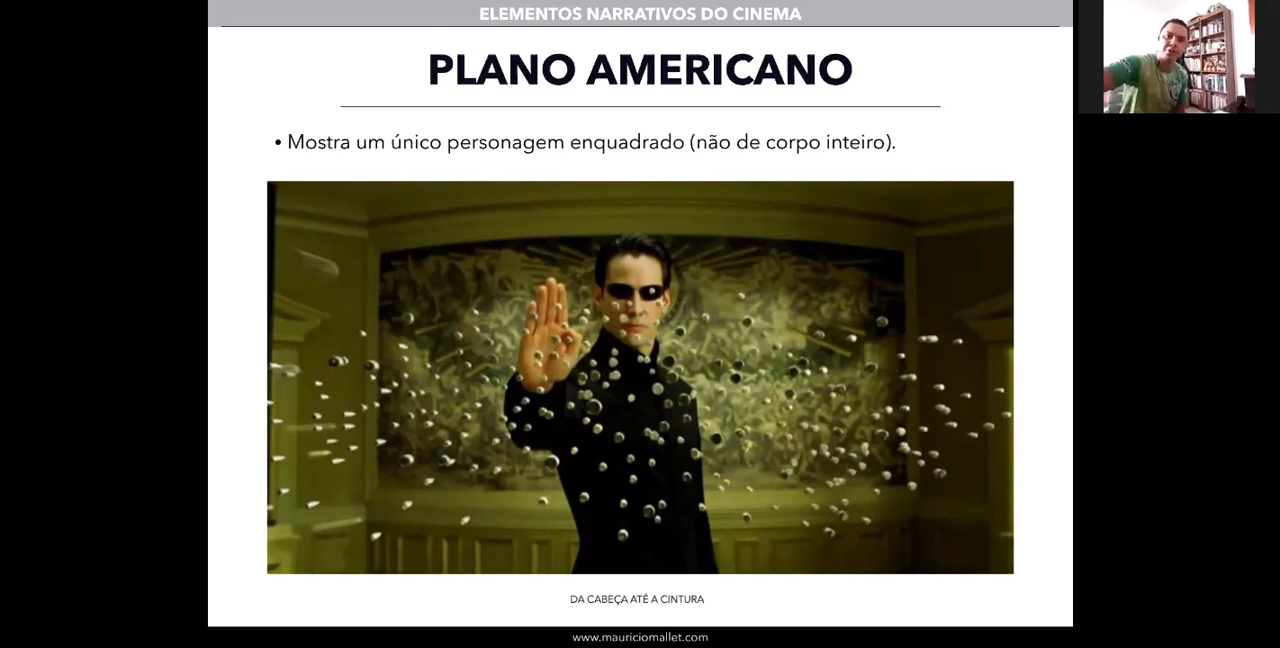 ELEMENTOS NARRATIVOS DO CINEMA
PLANO AMERICANO
• Mostra um único personagem enquadrado (não de corpo inteiro).
DA CABEÇA ATÉ A CINTURA
www.mauriciomallet.com